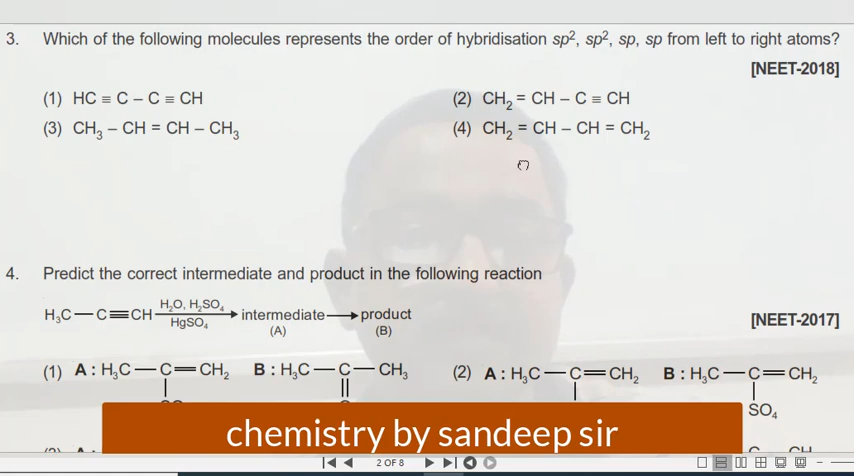 3. Which of the following molecules represents the order of hybridisation sp², sp², sp, sp from left to right atoms?
[NEET-2018]
(1) HC ≡ C – C ≡ CH (2) CH₂ = CH – C ≡ CH
(3) CH₃ – CH = CH – CH₃ (4) CH₂ = CH – CH = CH₂
4. Predict the correct intermediate and product in the following reaction
H₃C — C ≡ CH H₂O, H₂SO₄ HgSO₄ intermediate product
(A) (B)
[NEET-2017]
(1) A : H₃C — C = CH₂ B : H₃C — C — CH₃ (2) A : H₃C — C = CH₂ B : H₃C — C = CH₂
SO₄
chemistry by sandeep sir
2 OF 8